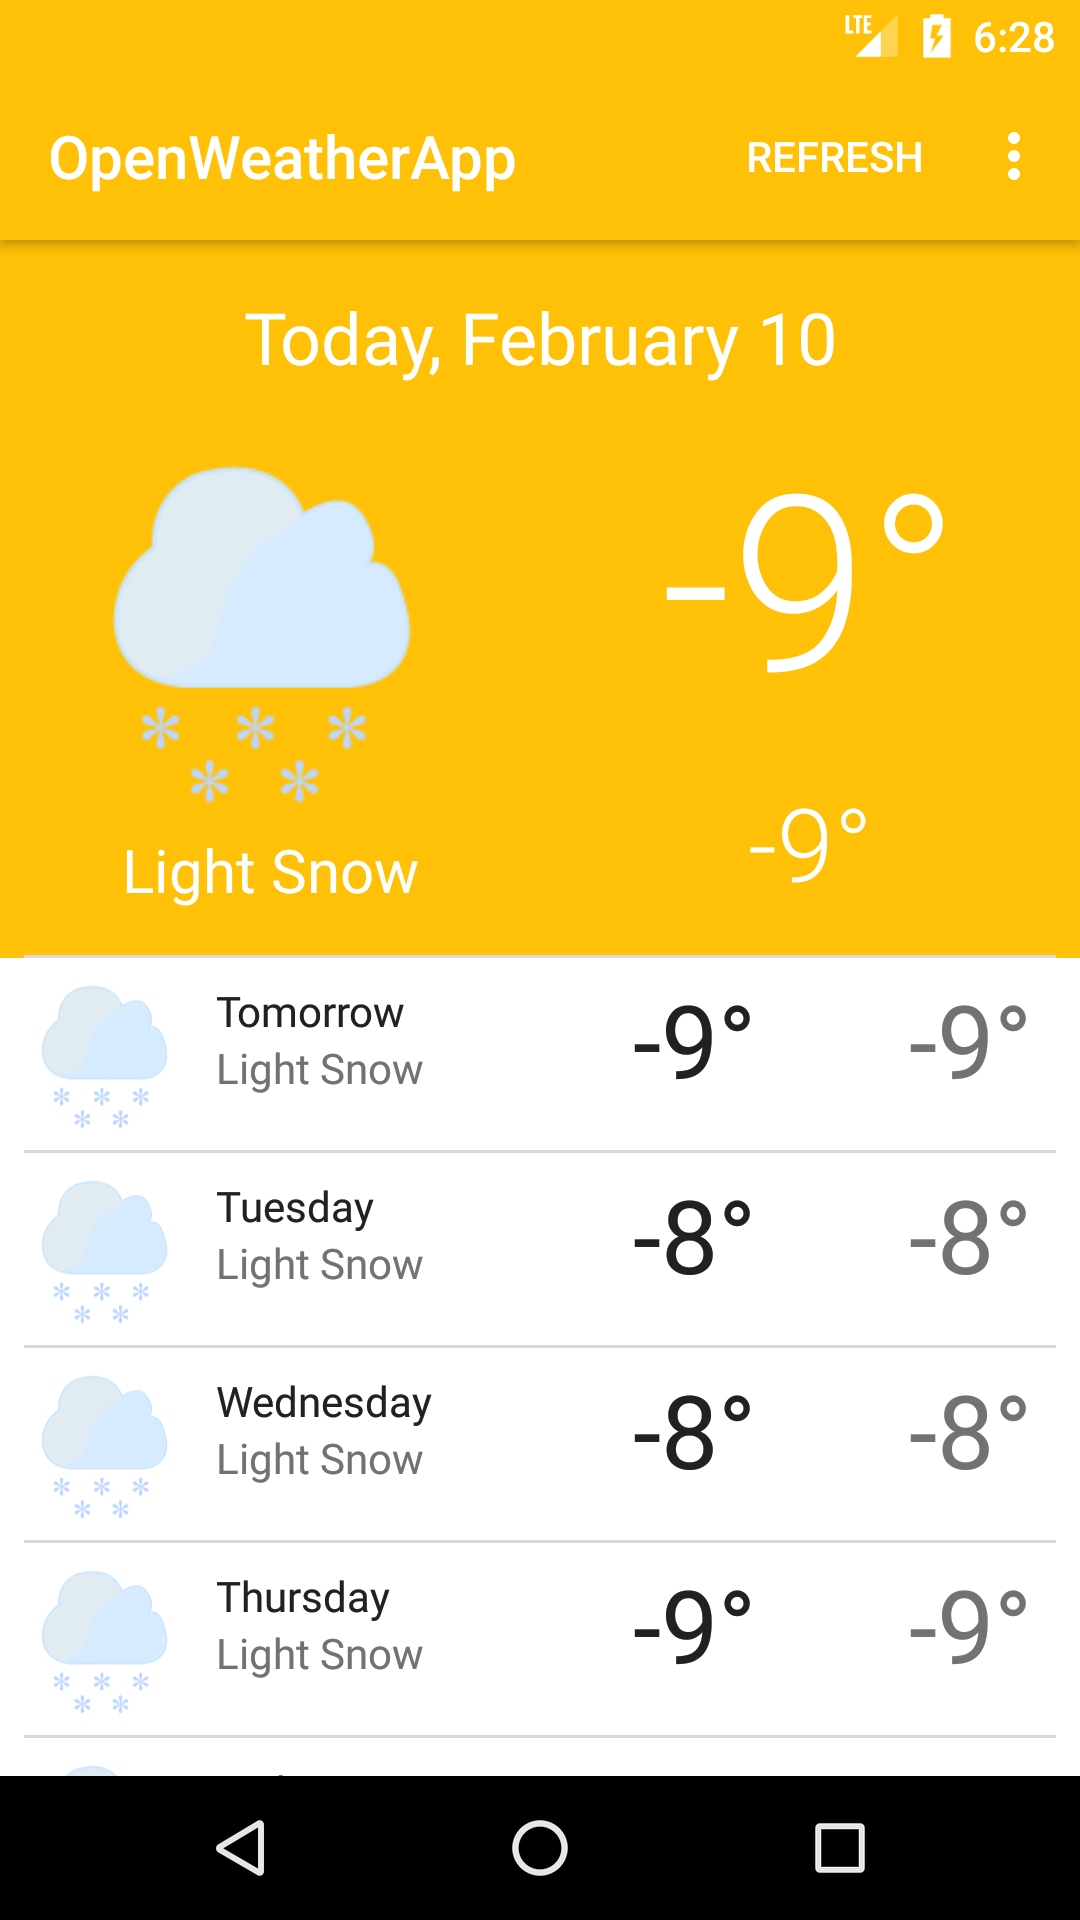 LTE 6:28
OpenWeatherApp REFRESH
Today, February 10
-9°
-9°
Light Snow
Tomorrow
Light Snow
-9° -9°
Tuesday
Light Snow
-8° -8°
Wednesday
Light Snow
-8° -8°
Thursday
Light Snow
-9° -9°